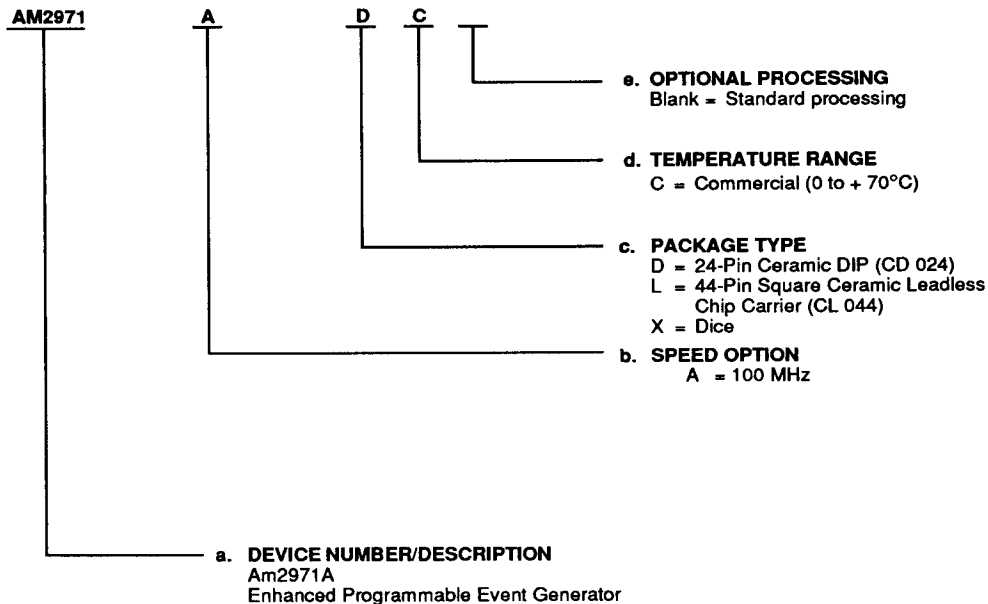 AM2971 A D C
e. OPTIONAL PROCESSING
Blank = Standard processing
d. TEMPERATURE RANGE
C = Commercial (0 to + 70°C)
c. PACKAGE TYPE
D = 24-Pin Ceramic DIP (CD 024)
L = 44-Pin Square Ceramic Leadless
Chip Carrier (CL 044)
X = Dice
b. SPEED OPTION
A = 100 MHz
a. DEVICE NUMBER/DESCRIPTION
Am2971A
Enhanced Programmable Event Generator